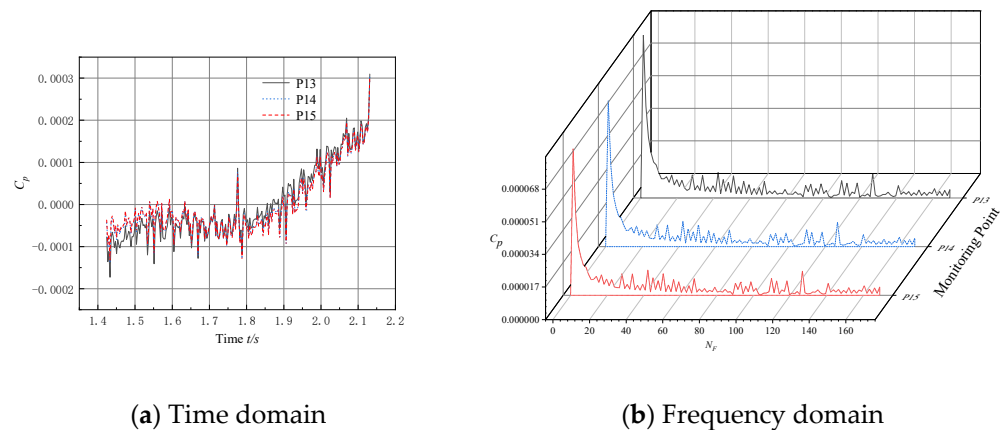 0.0003
0.0002
0.0001
0.0000
-0.0001
-0.0002
Cp
P13
P14
P15
1.4 1.5 1.6 1.7 1.8 1.9 2.0 2.1 2.2
Time t/s
(a) Time domain
0.000068
0.000051
0.000034
0.000017
0.000000
Cp
0 20 40 60 80 100 120 140 160
NF
P13
P14
P15
Monitoring Point
(b) Frequency domain